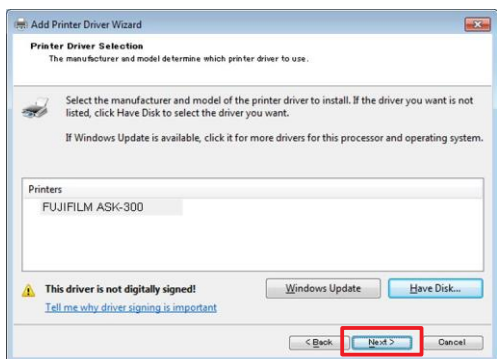 Add Printer Driver Wizard
Printer Driver Selection
The manufacturer and model determine which printer driver to use.
Select the manufacturer and model of the printer driver to install. If the driver you want is not
listed, click Have Disk to select the driver you want.
If Windows Update is available, click it for more drivers for this processor and operating system.
Printers
FUJIFILM ASK-300
This driver is not digitally signed!
Tell me why driver signing is important
Windows Update
Have Disk...
< Back
Next >
Cancel